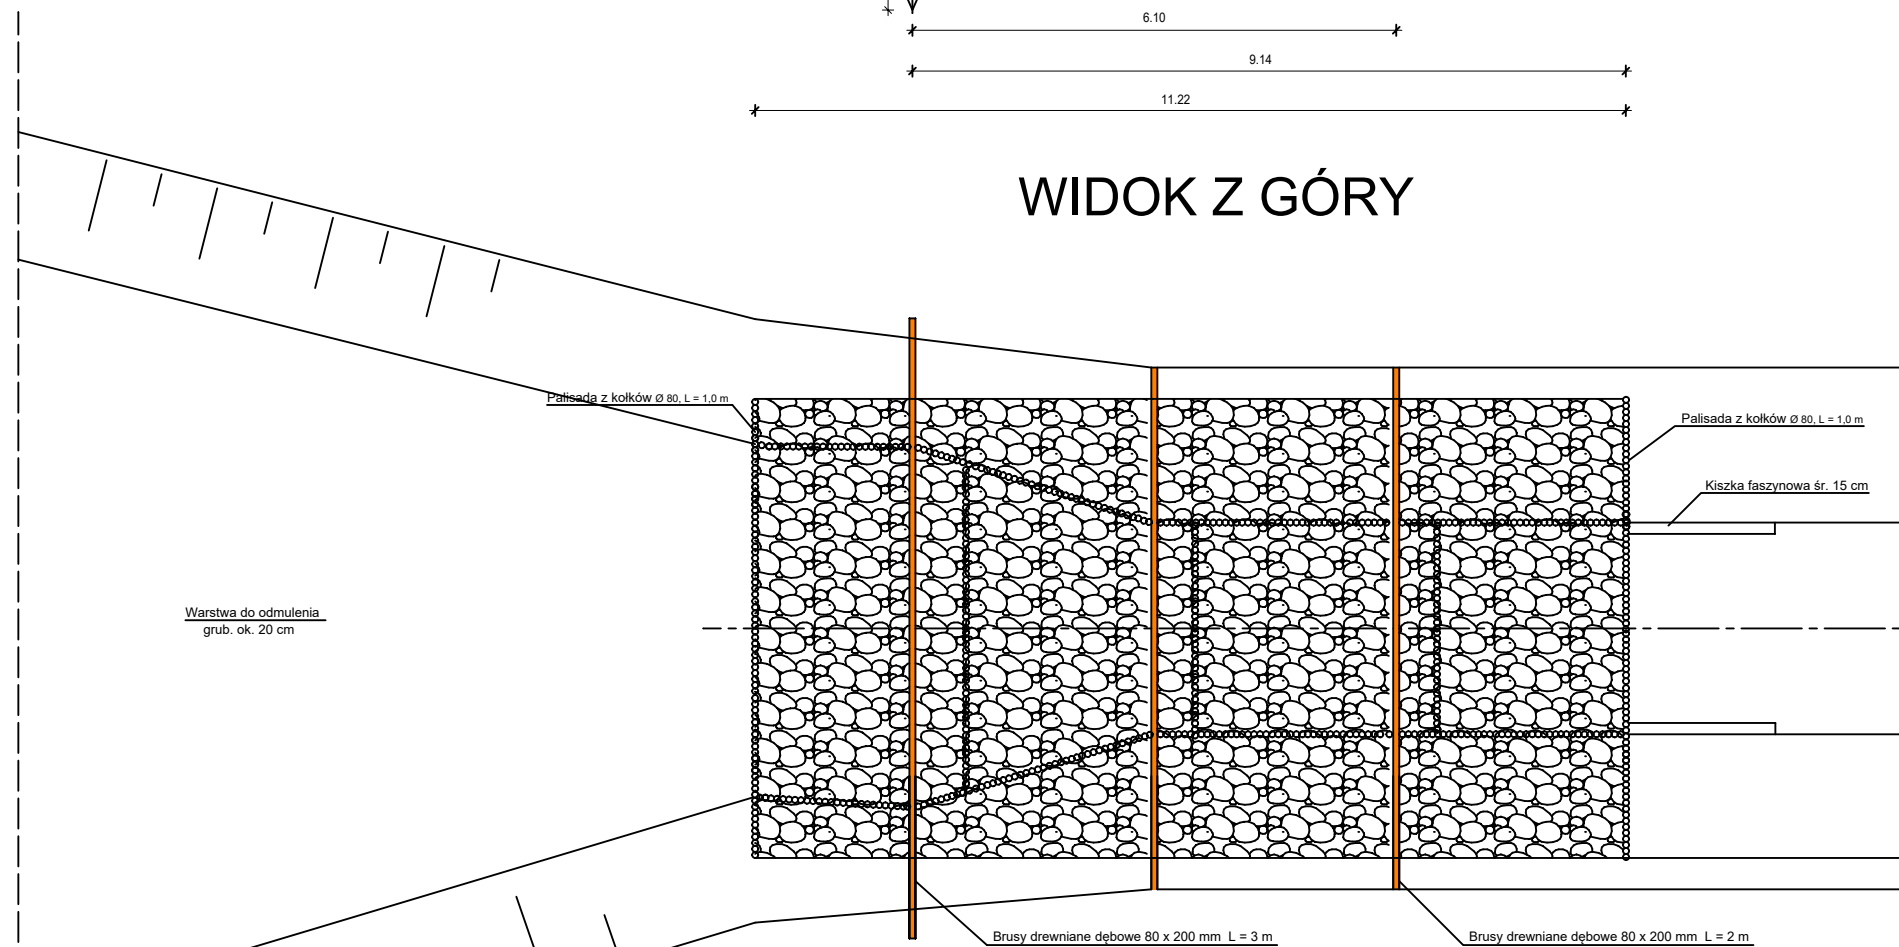 6.10
9.14
11.22
WIDOK Z GÓRY
Palisada z kołków Ø 80, L = 1,0 m
Palisada z kołków Ø 80, L = 1,0 m
Kiszka faszynowa śr. 15 cm
Warstwa do odmulenia
grub. ok. 20 cm
Brusy drewniane dębowe 80 x 200 mm L = 3 m
Brusy drewniane dębowe 80 x 200 mm L = 2 m